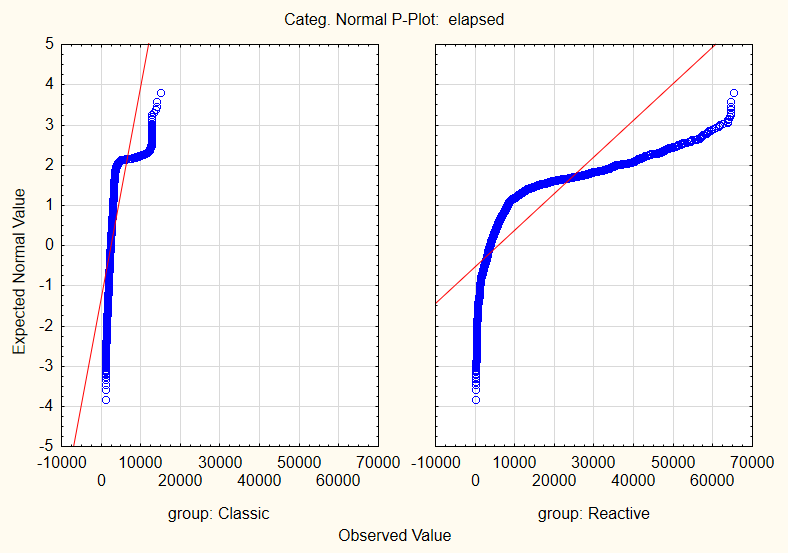 Categ. Normal P-Plot:  elapsed
Expected Normal Value
5
4
3
2
1
0
-1
-2
-3
-4
-5
-10000 10000 30000 50000 70000
0 20000 40000 60000
-10000 10000 30000 50000 70000
0 20000 40000 60000
group: Classic
group: Reactive
Observed Value